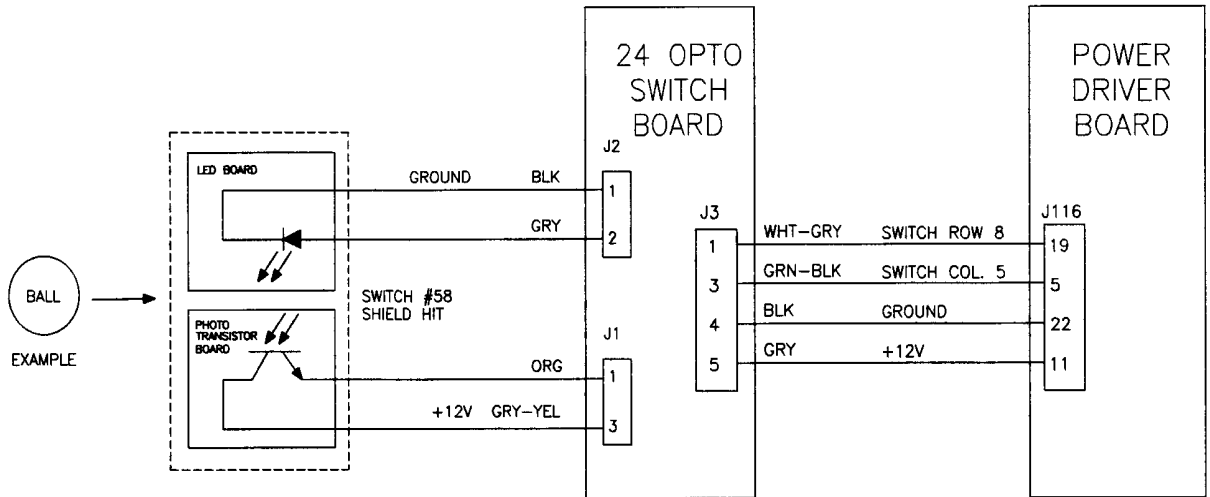 24 OPTO
SWITCH
BOARD
POWER
DRIVER
BOARD
J2
LED BOARD
GROUND BLK
1
GRY
2
J3
J116
1 WHT-GRY SWITCH ROW 8 19
3 GRN-BLK SWITCH COL. 5 5
4 BLK GROUND 22
5 GRY +12V 11
BALL
EXAMPLE
SWITCH #58
SHIELD HIT
PHOTO
TRANSISTOR
BOARD
J1
ORG 1
+12V GRY-YEL 3